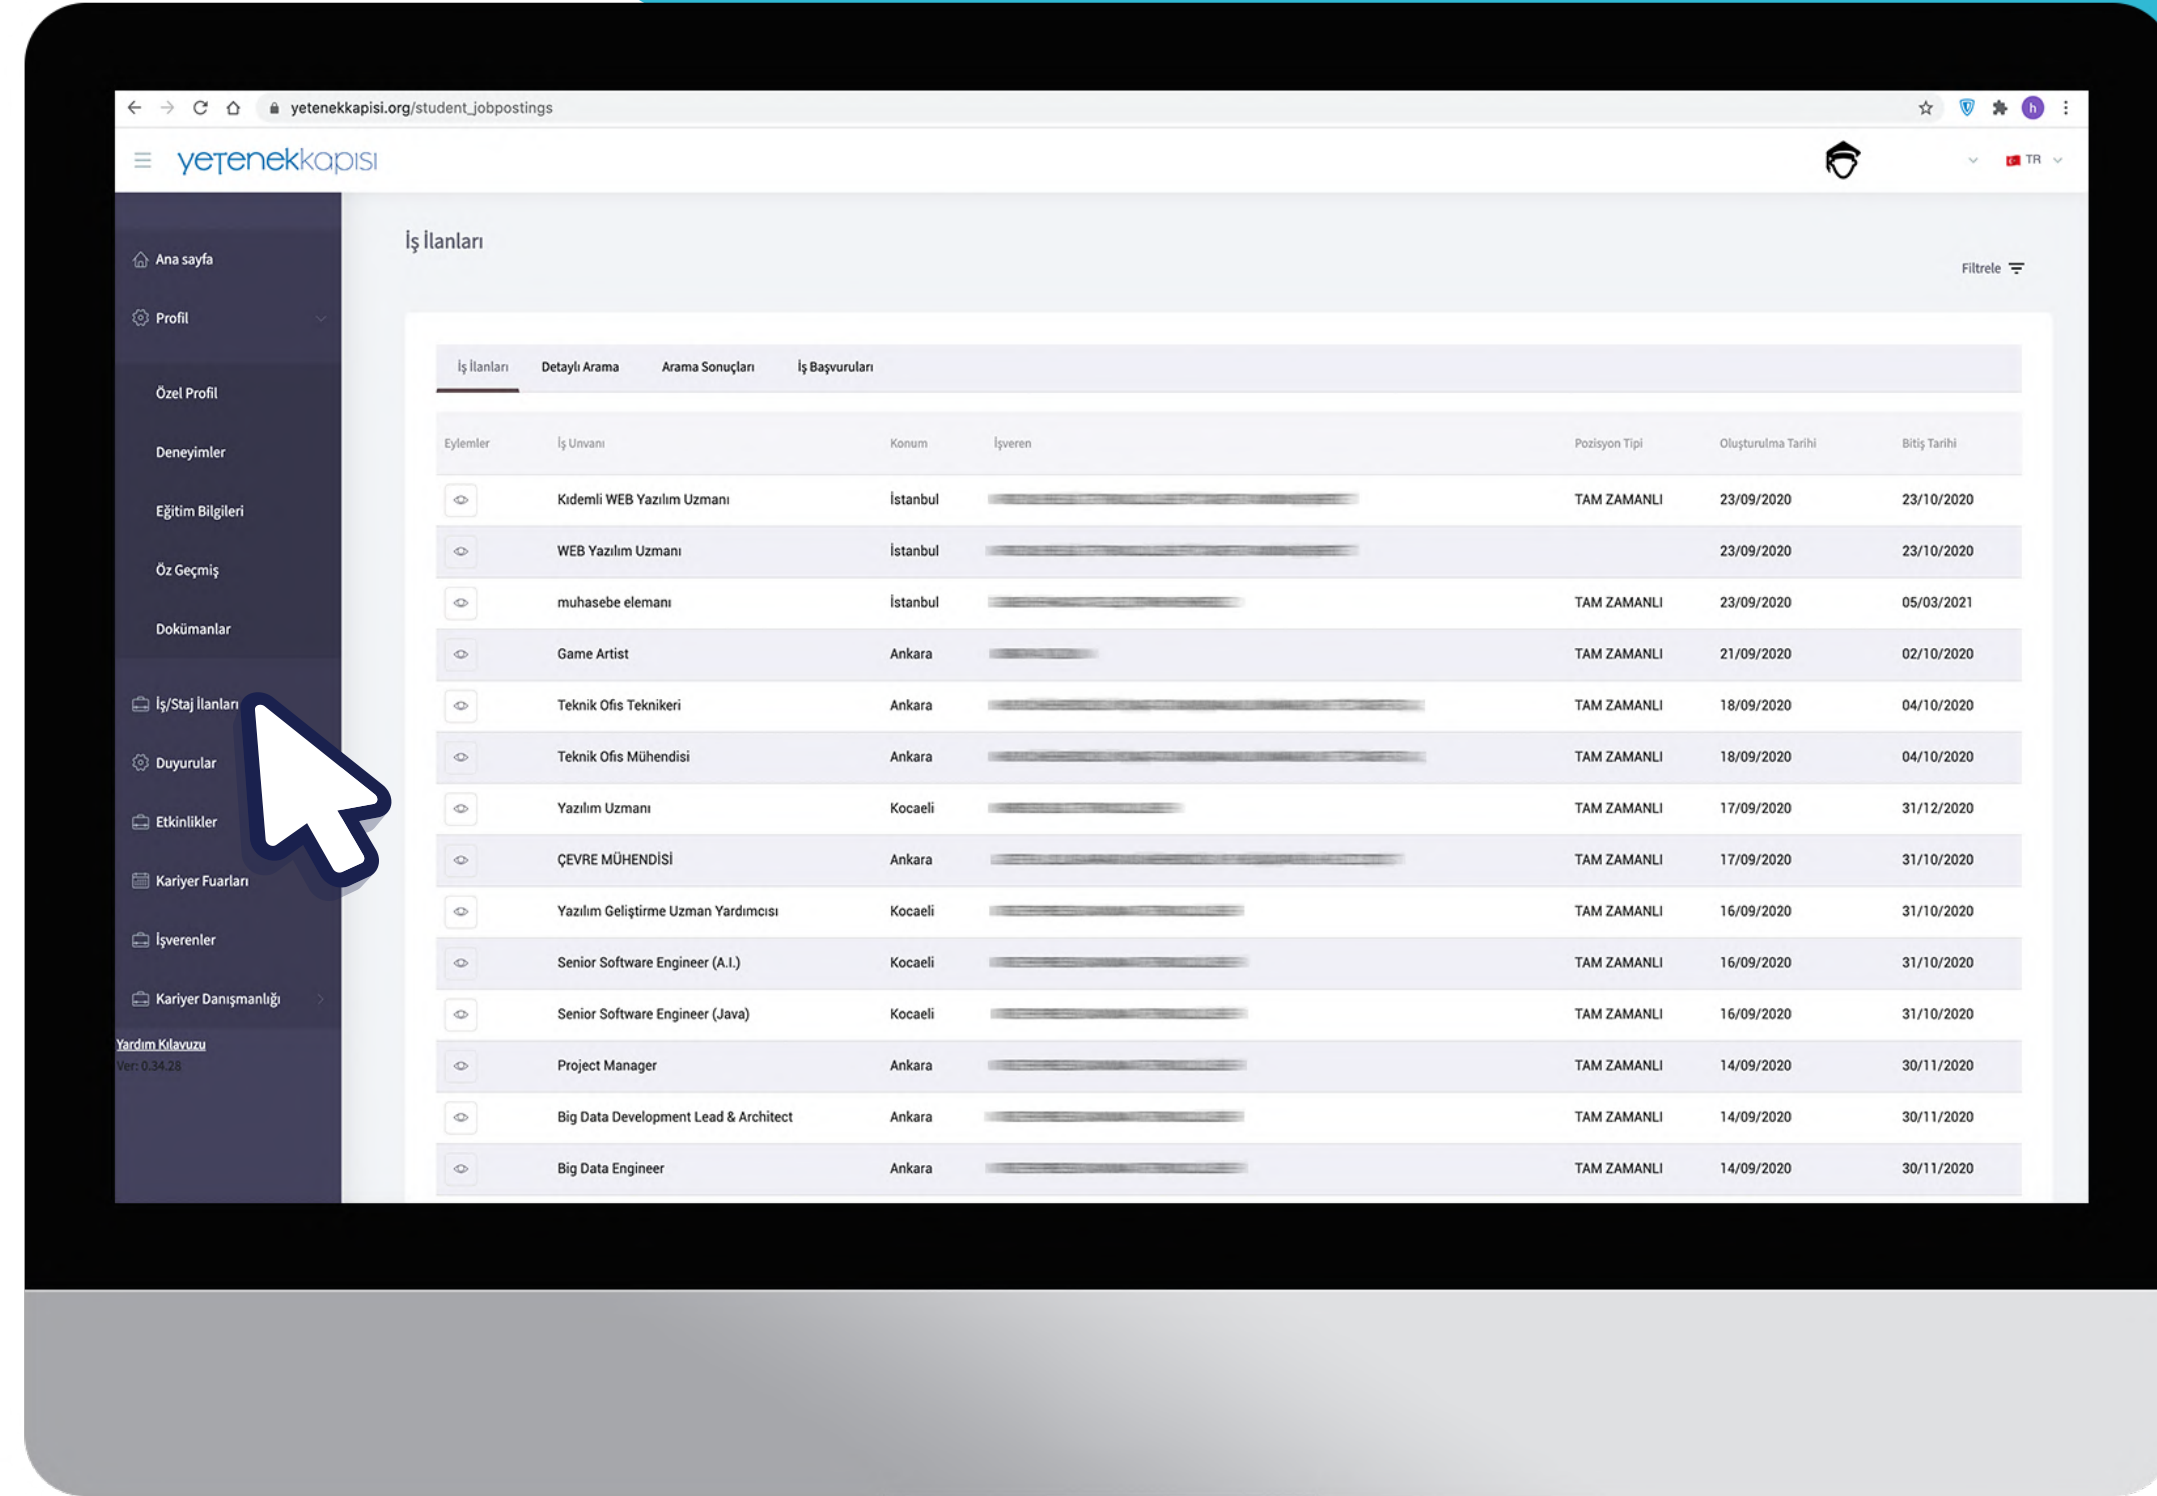 yetenekkapisi.org/student_jobpostings
h
yetenekkapısı
TR
Ana sayfa
Profil
Özel Profil
Deneyimler
Eğitim Bilgileri
Öz Geçmiş
Dokümanlar
İş/Staj İlanları
Duyurular
Etkinlikler
Kariyer Fuarları
İşverenler
Kariyer Danışmanlığı
Yardım Kılavuzu
Ver: 0.34.28
İş İlanları
Filtrele
İş İlanları Detaylı Arama Arama Sonuçları İş Başvuruları
Eylemler İş Unvanı Konum İşveren Pozisyon Tipi Oluşturulma Tarihi Bitiş Tarihi
Kıdemli WEB Yazılım Uzmanı İstanbul TAM ZAMANLI 23/09/2020 23/10/2020
WEB Yazılım Uzmanı İstanbul 23/09/2020 23/10/2020
muhasebe elemanı İstanbul TAM ZAMANLI 23/09/2020 05/03/2021
Game Artist Ankara TAM ZAMANLI 21/09/2020 02/10/2020
Teknik Ofis Teknikeri Ankara TAM ZAMANLI 18/09/2020 04/10/2020
Teknik Ofis Mühendisi Ankara TAM ZAMANLI 18/09/2020 04/10/2020
Yazılım Uzmanı Kocaeli TAM ZAMANLI 17/09/2020 31/12/2020
ÇEVRE MÜHENDİSİ Ankara TAM ZAMANLI 17/09/2020 31/10/2020
Yazılım Geliştirme Uzman Yardımcısı Kocaeli TAM ZAMANLI 16/09/2020 31/10/2020
Senior Software Engineer (A.I.) Kocaeli TAM ZAMANLI 16/09/2020 31/10/2020
Senior Software Engineer (Java) Kocaeli TAM ZAMANLI 16/09/2020 31/10/2020
Project Manager Ankara TAM ZAMANLI 14/09/2020 30/11/2020
Big Data Development Lead & Architect Ankara TAM ZAMANLI 14/09/2020 30/11/2020
Big Data Engineer Ankara TAM ZAMANLI 14/09/2020 30/11/2020